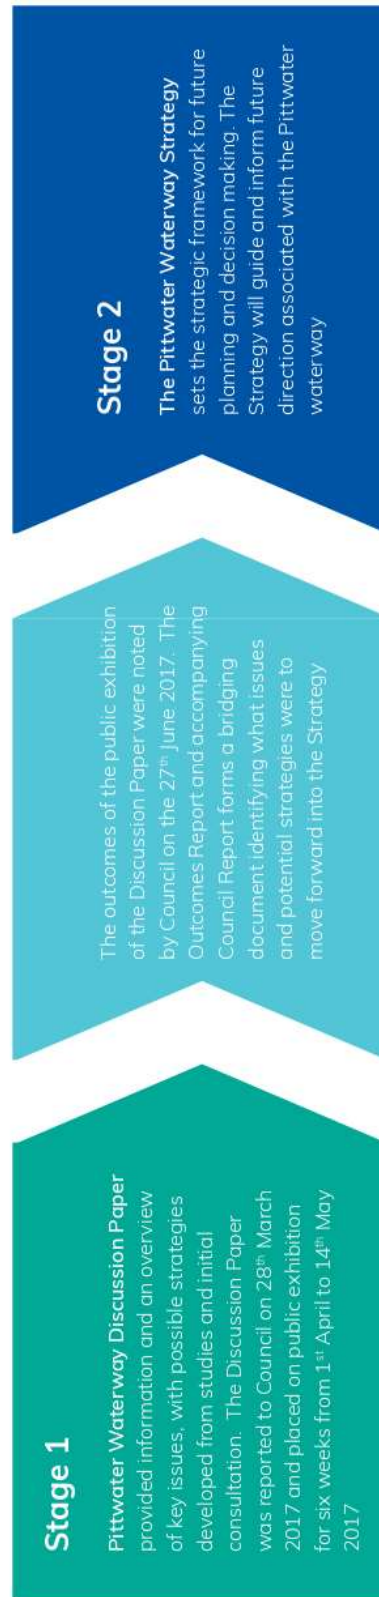 Stage 1
Pittwater Waterway Discussion Paper
provided information and an overview
of key issues, with possible strategies
developed from studies and initial
consultation. The Discussion Paper
was reported to Council on 28th March
2017 and placed on public exhibition
for six weeks from 1st April to 14th May
2017
The outcomes of the public exhibition
of the Discussion Paper were noted
by Council on the 27th June 2017. The
Outcomes Report and accompanying
Council Report forms a bridging
document identifying what issues
and potential strategies were to
move forward into the Strategy
Stage 2
The Pittwater Waterway Strategy
sets the strategic framework for future
planning and decision making. The
Strategy will guide and inform future
direction associated with the Pittwater
waterway